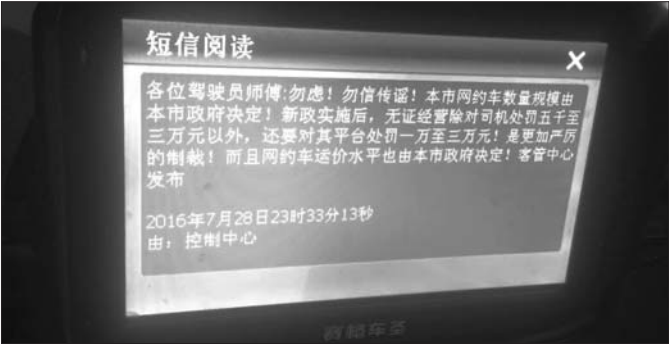 短信阅读
各位驾驶员师傅:勿虑！勿信传谣！本市网约车数量规模由
本市政府决定！新政实施后，无证经营除对司机处罚五千至
三万元以外，还要对其平台处罚一万至三万元！是更加严厉
的制裁！而且网约车运价水平也由本市政府决定！客管中心
发布
2016年7月28日23时33分13秒
由：控制中心